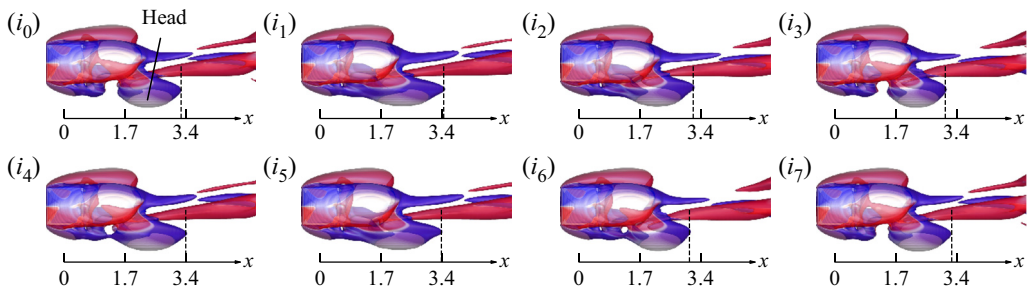 (i0) Head (i1) (i2) (i3)
x x x x
0 1.7 3.4 0 1.7 3.4 0 1.7 3.4 0 1.7 3.4
(i4) (i5) (i6) (i7)
x x x x
0 1.7 3.4 0 1.7 3.4 0 1.7 3.4 0 1.7 3.4